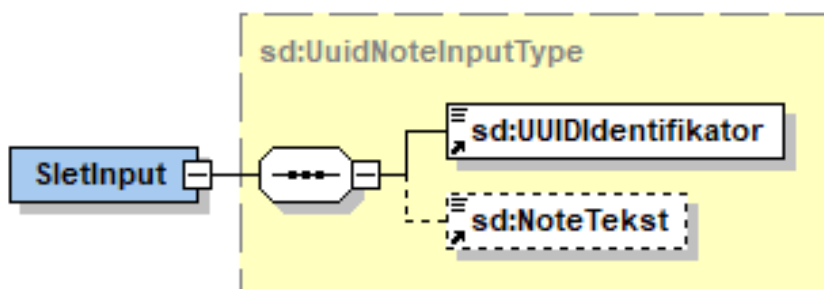 sd:UuidNoteInputType
sd:UUIDIdentifikator
SletInput
sd:NoteTekst